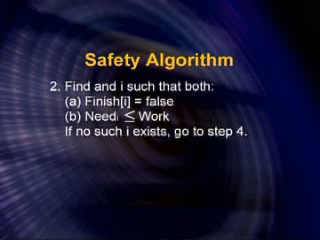 Safety Algorithm
2. Find and i such that both:
(a) Finish[i] = false
(b) Needᵢ ≤ Work
If no such i exists, go to step 4.